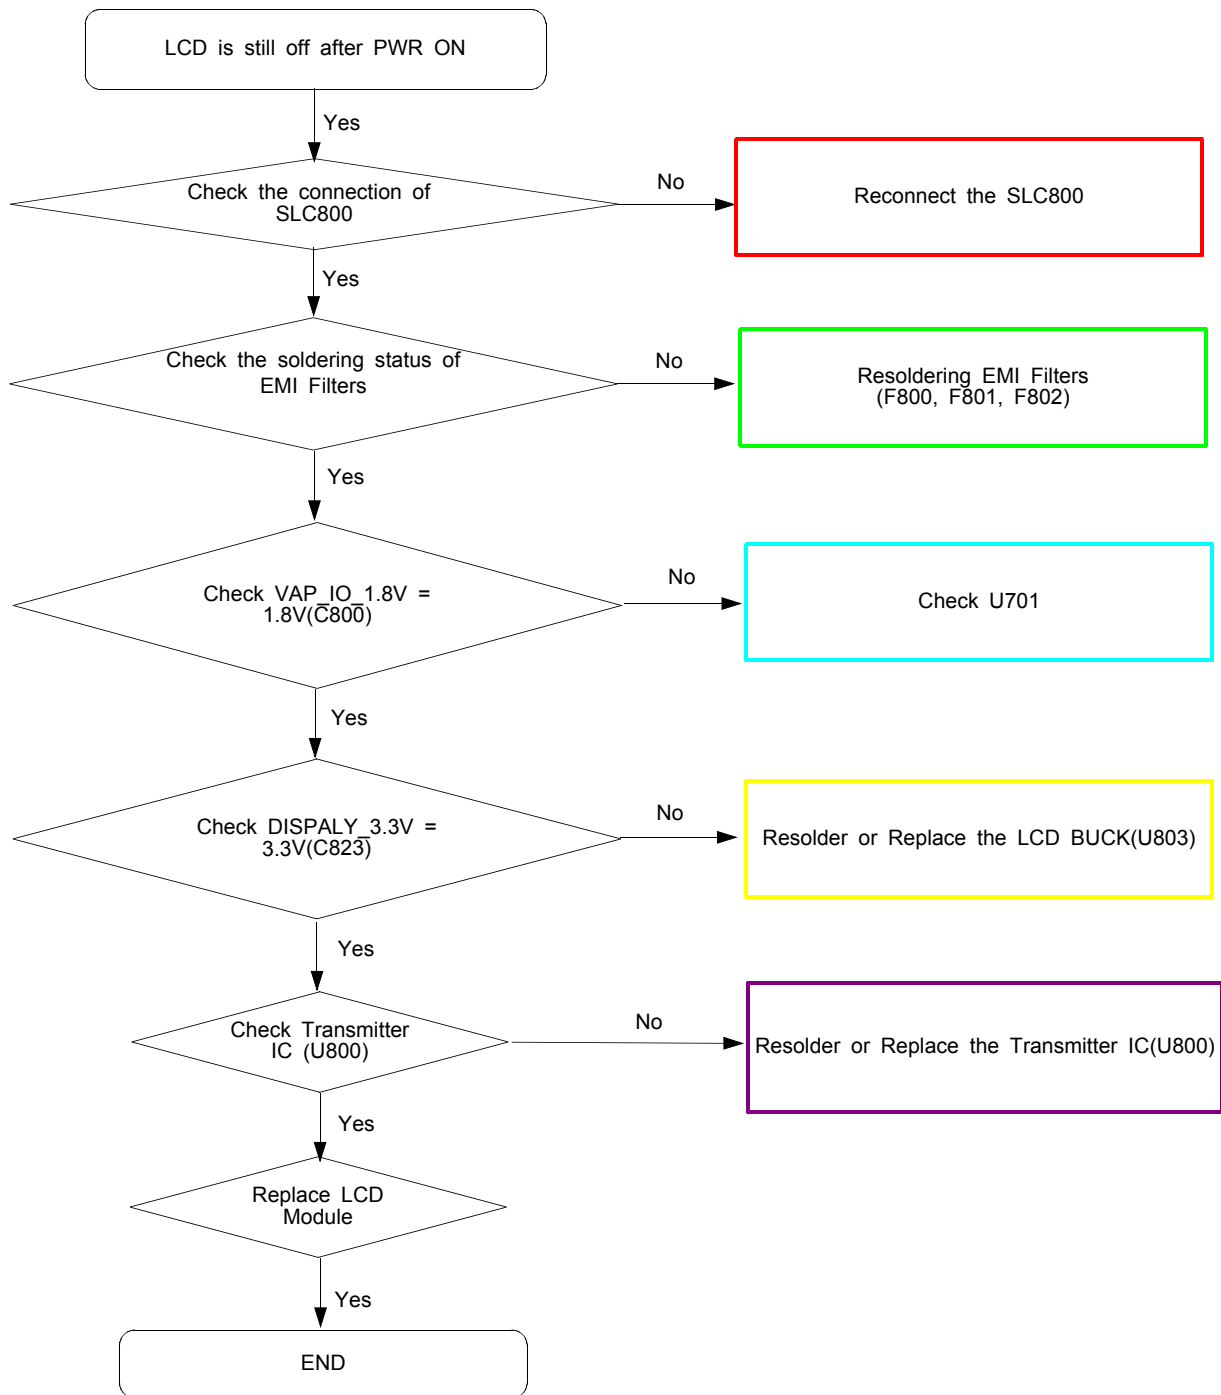 LCD is still off after PWR ON
Yes
Check the connection of
SLC800
No
Reconnect the SLC800
Yes
Check the soldering status of
EMI Filters
No
Resoldering EMI Filters
(F800, F801, F802)
Yes
Check VAP_IO_1.8V =
1.8V(C800)
No
Check U701
Yes
Check DISPALY_3.3V =
3.3V(C823)
No
Resolder or Replace the LCD BUCK(U803)
Yes
Check Transmitter
IC (U800)
No
Resolder or Replace the Transmitter IC(U800)
Yes
Replace LCD
Module
Yes
END